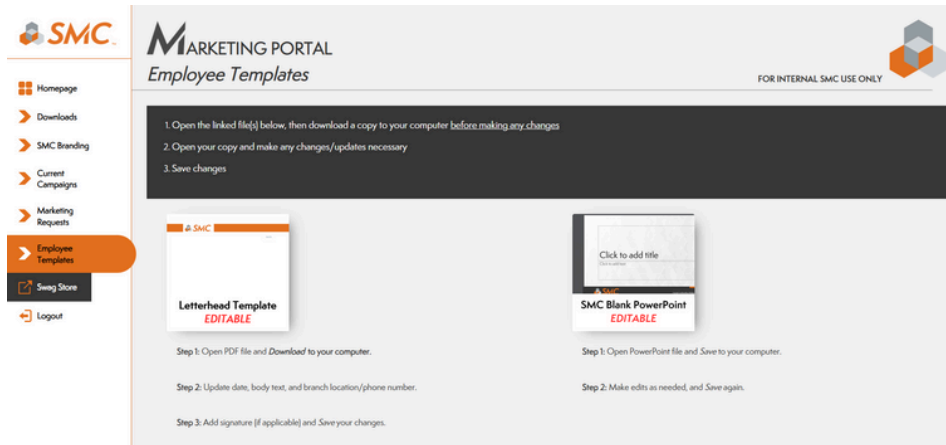 SMC
Homepage
Downloads
SMC Branding
Current
Campaigns
Marketing
Requests
Employee
Templates
Swag Store
Logout
MARKETING PORTAL
Employee Templates
FOR INTERNAL SMC USE ONLY
1. Open the linked file(s) below, then download a copy to your computer before making any changes
2. Open your copy and make any changes/updates necessary
3. Save changes
SMC
Letterhead Template
EDITABLE
Step 1: Open PDF file and Download to your computer.
Step 2: Update date, body text, and branch location/phone number.
Step 3: Add signature (if applicable) and Save your changes.
Click to add title
SMC
SMC Blank PowerPoint
EDITABLE
Step 1: Open PowerPoint file and Save to your computer.
Step 2: Make edits as needed, and Save again.